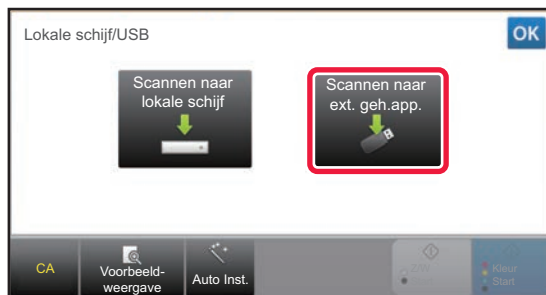 Lokale schijf/USB
OK
Scannen naar
lokale schijf
Scannen naar
ext. geh.app.
CA
Voorbeeld-
weergave
Auto Inst.
Z/W
Start
Kleur
Start